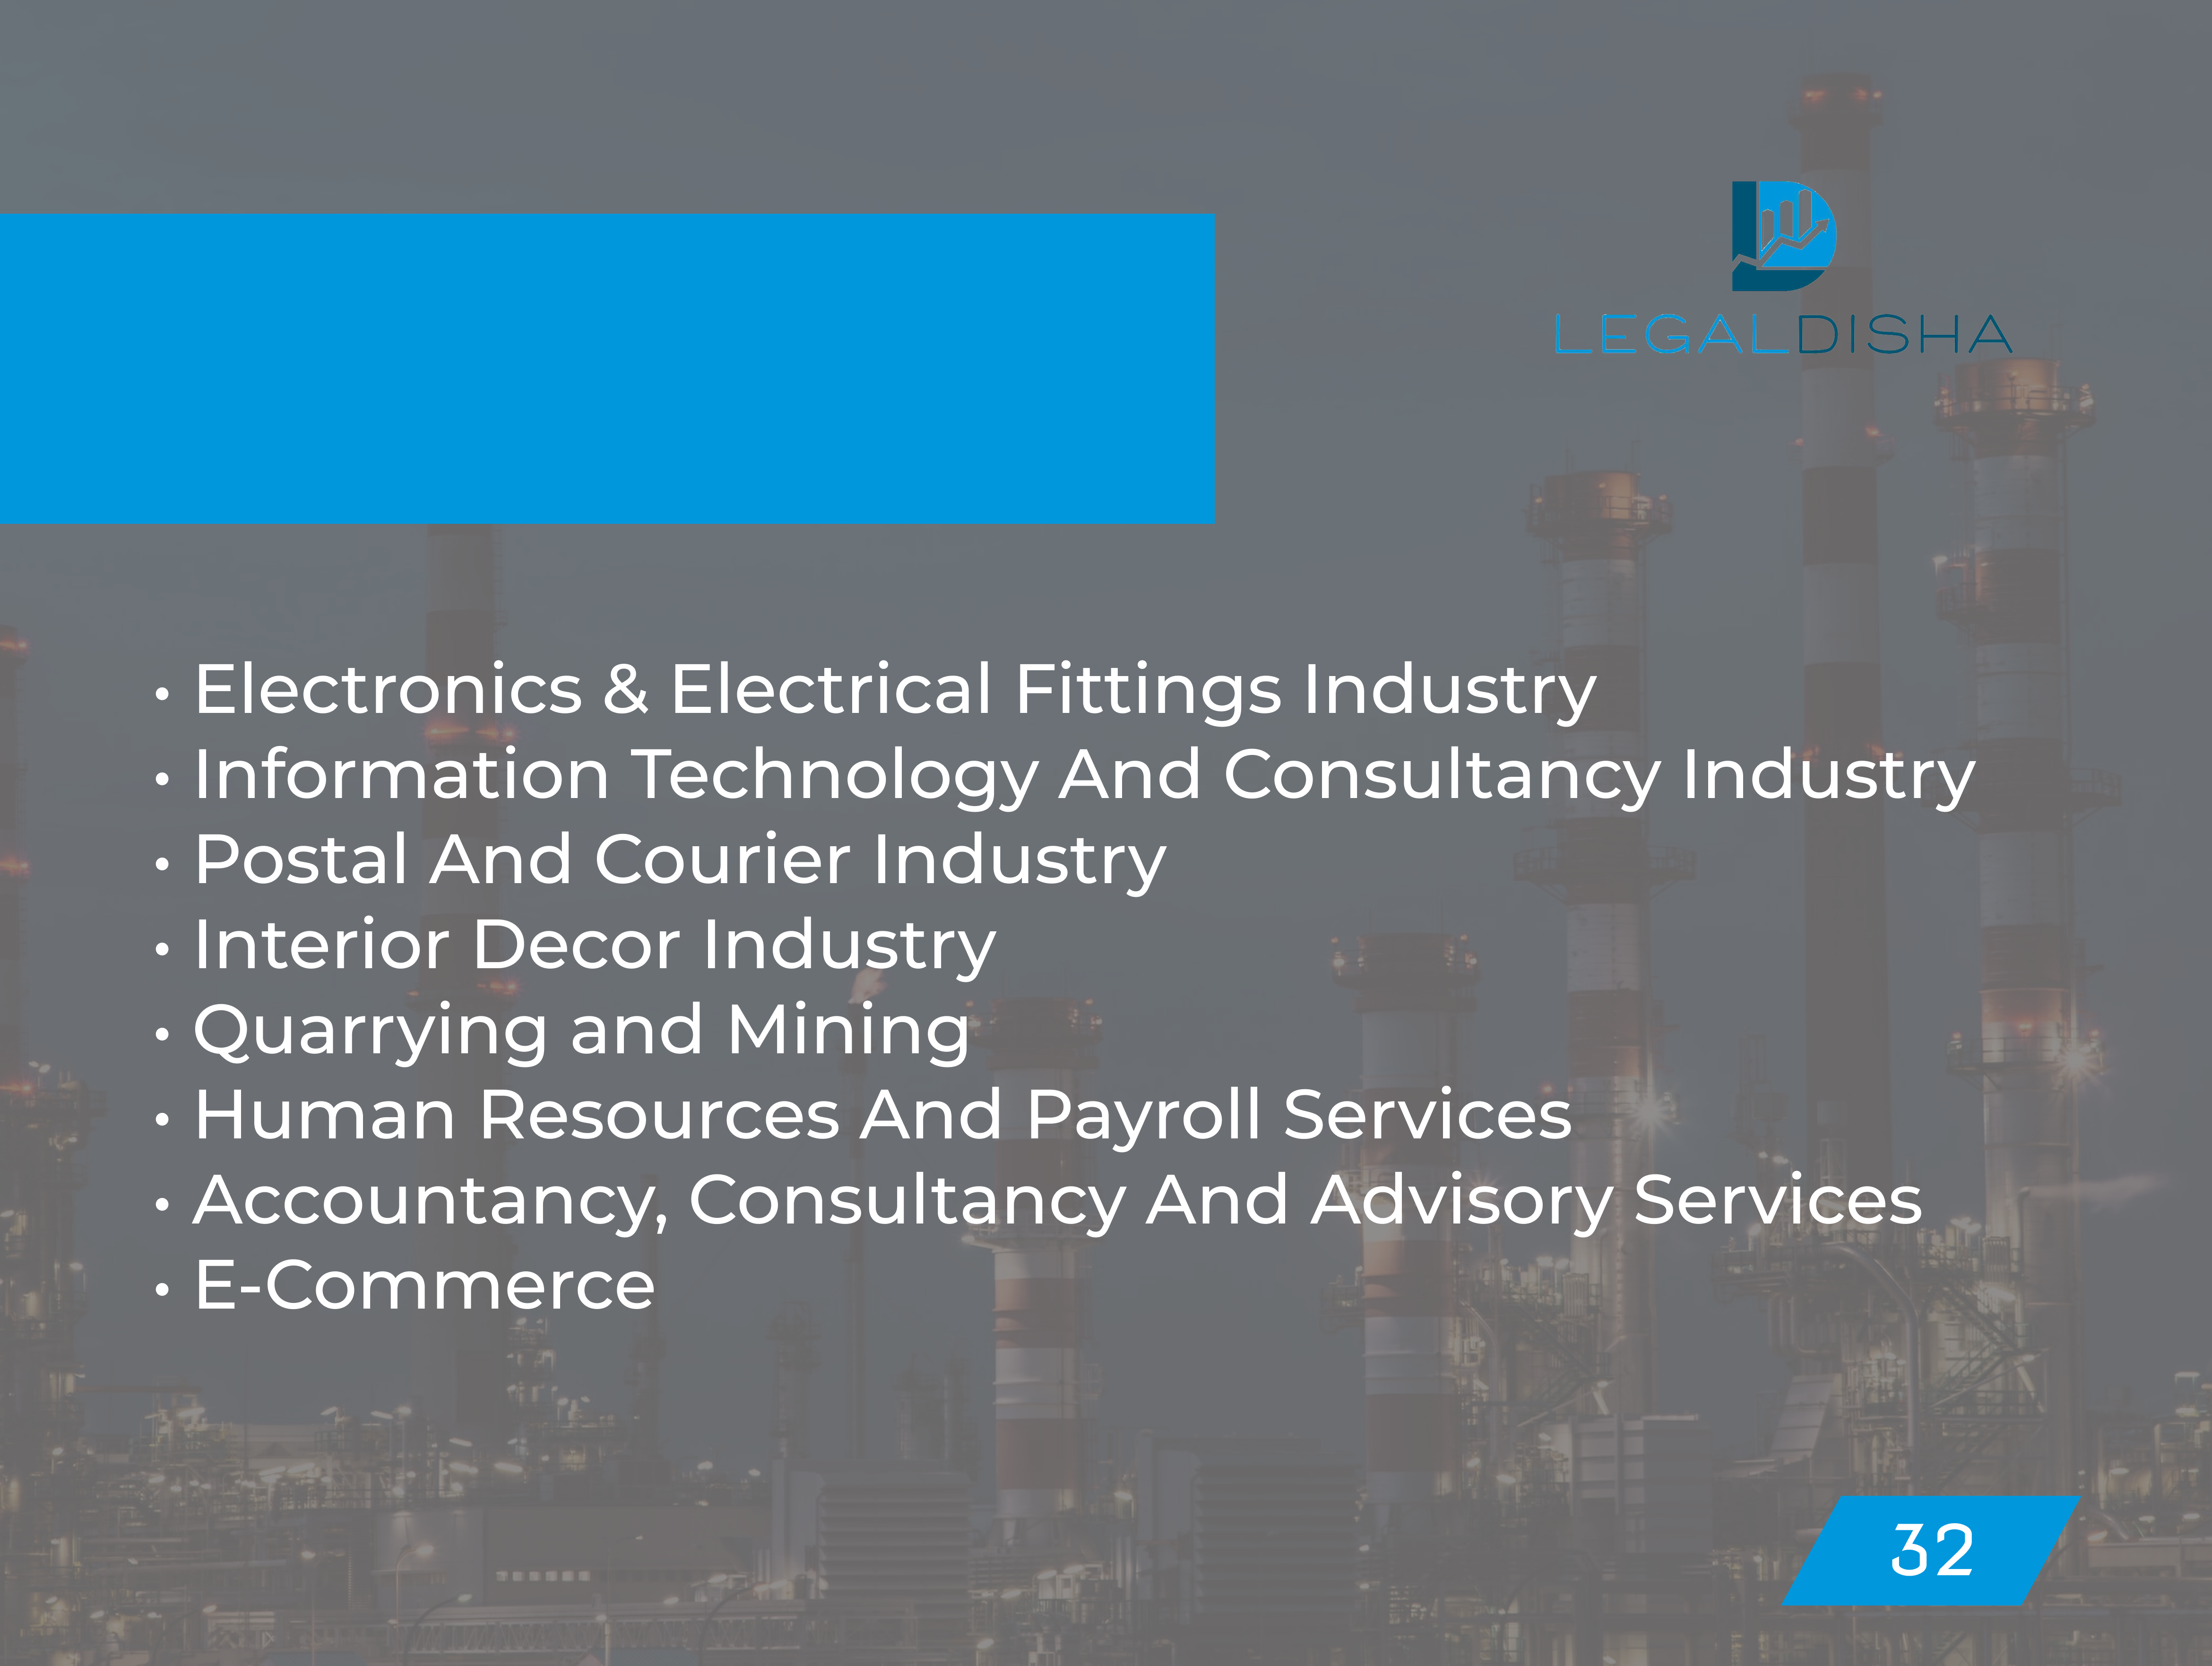 LEGALDISHA
• Electronics & Electrical Fittings Industry
• Information Technology And Consultancy Industry
• Postal And Courier Industry
• Interior Decor Industry
• Quarrying and Mining
• Human Resources And Payroll Services
• Accountancy, Consultancy And Advisory Services
• E-Commerce
32